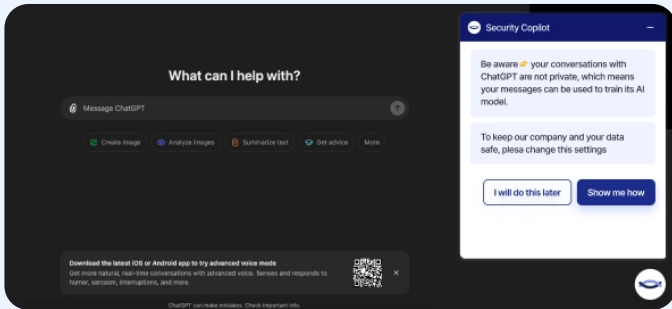 What can I help with?
Message ChatGPT
Create image
Analyze images
Summarize text
Get advice
More
Download the latest iOS or Android app to try advanced voice mode
Get more natural, real-time conversations with advanced voice. Senses and responds to
humor, sarcasm, interruptions, and more.
ChatGPT can make mistakes. Check important info.
Security Copilot
Be aware 👉 your conversations with
ChatGPT are not private, which means
your messages can be used to train its AI
model.
To keep our company and your data
safe, plesa change this settings
I will do this later
Show me how